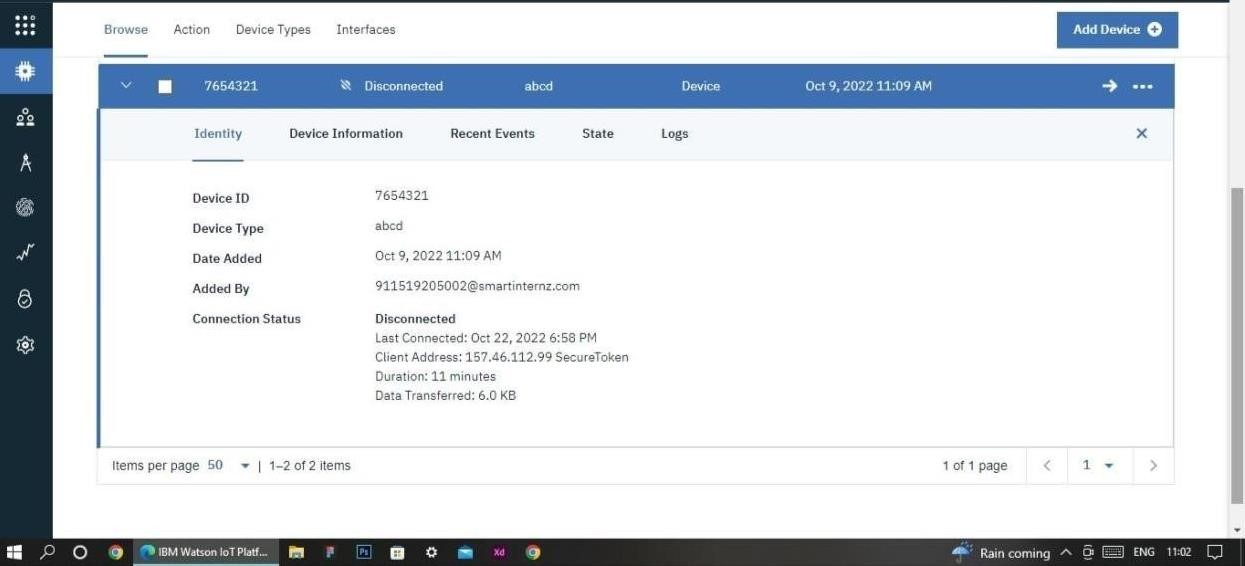 Browse Action Device Types Interfaces Add Device
7654321 Disconnected abcd Device Oct 9, 2022 11:09 AM
Identity Device Information Recent Events State Logs
Device ID 7654321
Device Type abcd
Date Added Oct 9, 2022 11:09 AM
Added By 911519205002@smartinternz.com
Connection Status Disconnected
Last Connected: Oct 22, 2022 6:58 PM
Client Address: 157.46.112.99 SecureToken
Duration: 11 minutes
Data Transferred: 6.0 KB
Items per page 50 | 1–2 of 2 items 1 of 1 page 1
IBM Watson IoT Platf... Ps Xd Rain coming ENG 11:02